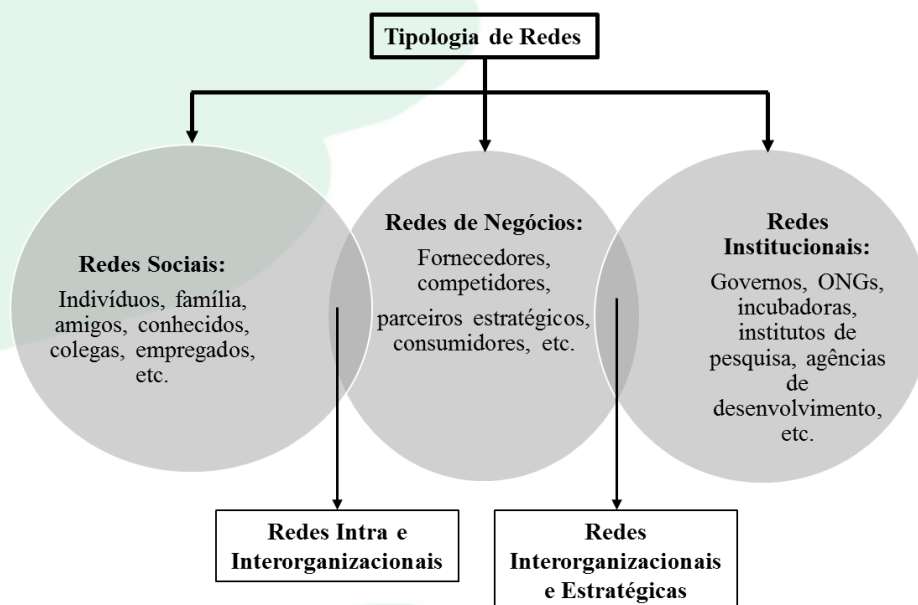 Tipologia de Redes
Redes Sociais:
Indivíduos, família,
amigos, conhecidos,
colegas, empregados,
etc.
Redes de Negócios:
Fornecedores,
competidores,
parceiros estratégicos,
consumidores, etc.
Redes
Institucionais:
Governos, ONGs,
incubadoras,
institutos de
pesquisa, agências
de
desenvolvimento,
etc.
Redes Intra e
Interorganizacionais
Redes
Interorganizacionais
e Estratégicas